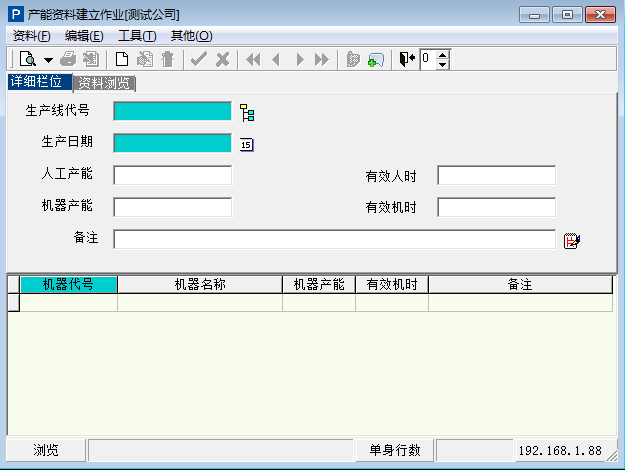 产能资料建立作业[测试公司]
资料(F) 编辑(E) 工具(T) 其他(O)
0
详细栏位 资料浏览
生产线代号
生产日期 15
人工产能 有效人时
机器产能 有效机时
备注
机器代号 机器名称 机器产能 有效机时 备注
浏览 单身行数 192.168.1.88